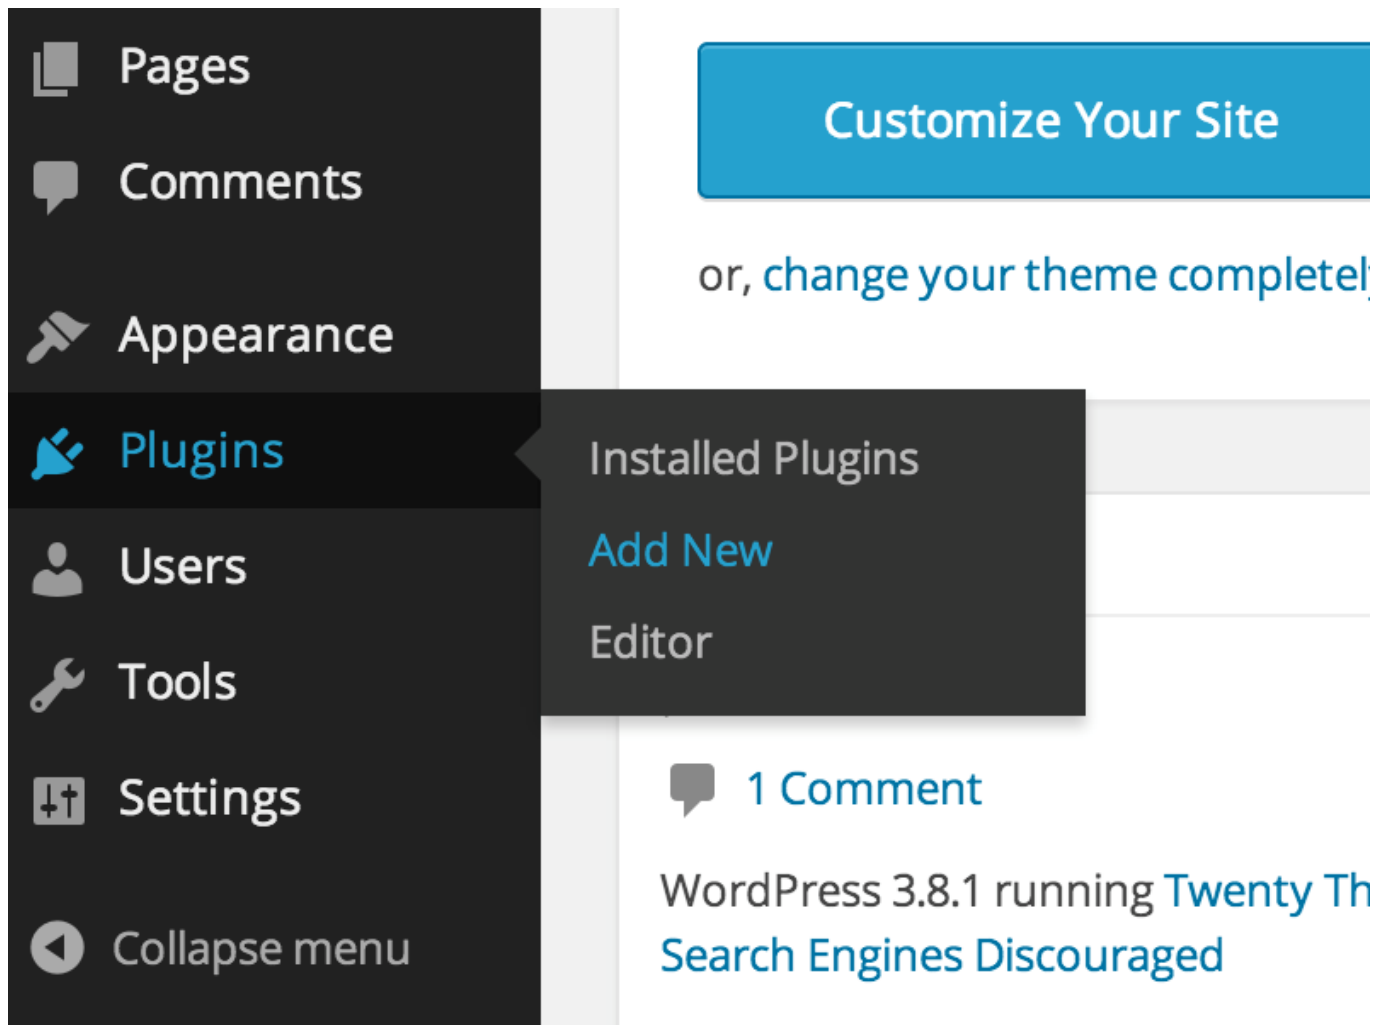 Pages
Comments
Appearance
Plugins
Users
Tools
Settings
Collapse menu
Installed Plugins
Add New
Editor
Customize Your Site
or, change your theme completely
1 Comment
WordPress 3.8.1 running Twenty Th
Search Engines Discouraged